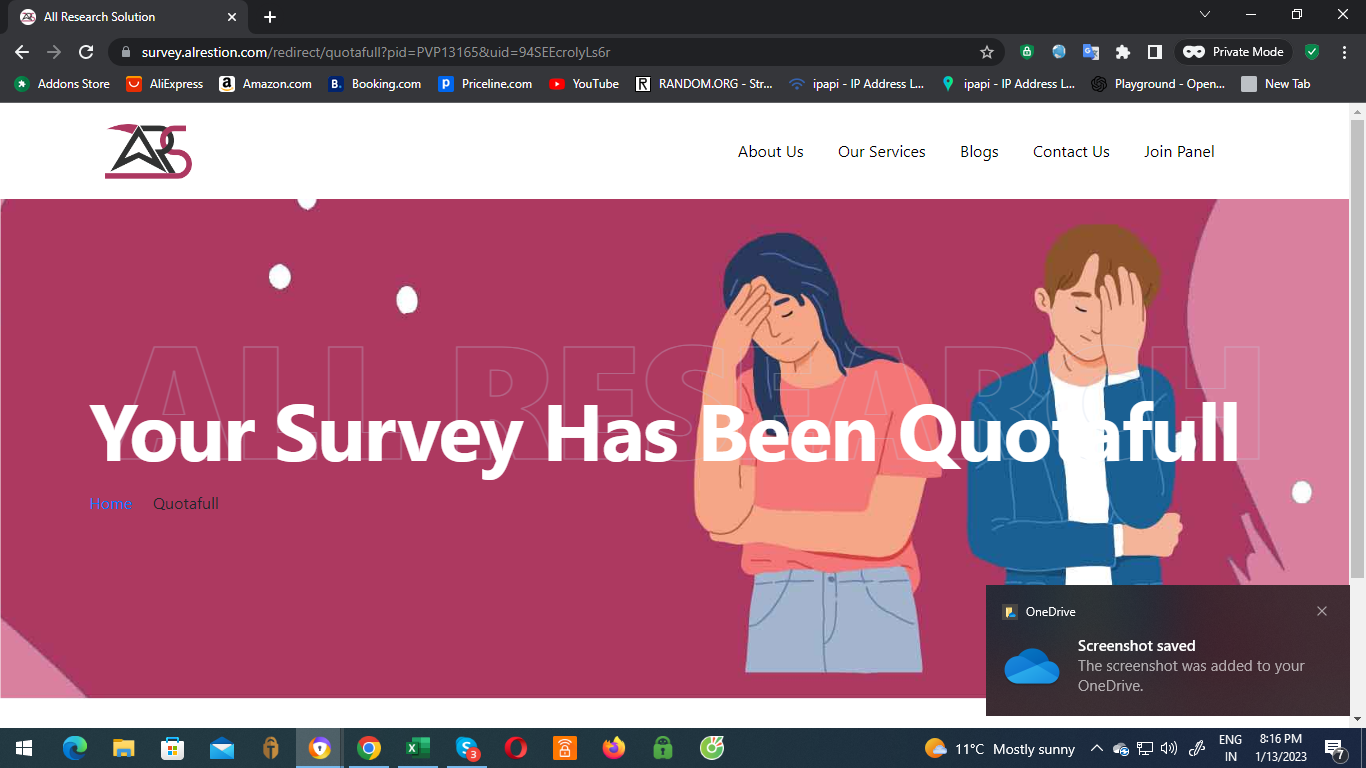 All Research Solution
survey.alrestion.com/redirect/quotafull?pid=PVP13165&uid=94SEEcrolyLs6r
Private Mode
Addons Store
AliExpress
Amazon.com
Booking.com
Priceline.com
YouTube
RANDOM.ORG - Str...
ipapi - IP Address L...
ipapi - IP Address L...
Playground - Open...
New Tab
ARS
About Us
Our Services
Blogs
Contact Us
Join Panel
ALL RESEARCH
Your Survey Has Been Quotafull
Home
Quotafull
OneDrive
Screenshot saved
The screenshot was added to your
OneDrive.
3
11°C Mostly sunny
ENG
IN
8:16 PM
1/13/2023
7